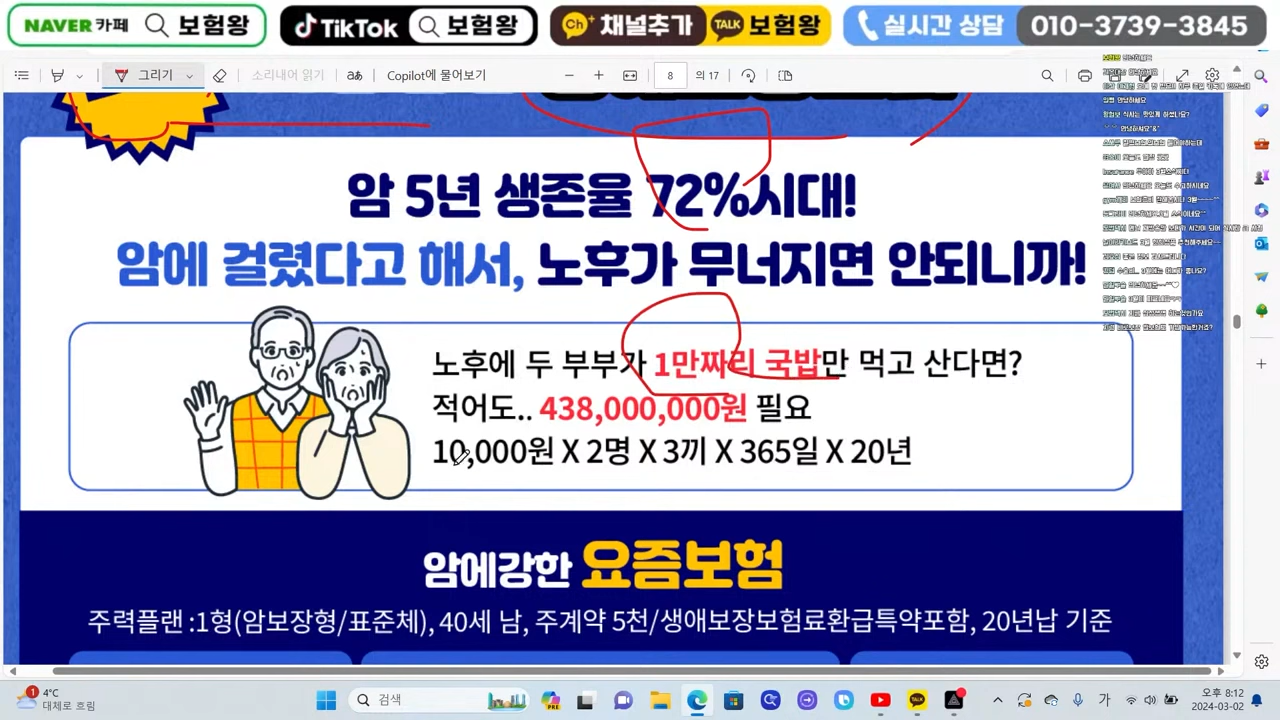 NAVER 카페 보험왕
TikTok 보험왕
Ch+ 채널추가 TALK 보험왕
실시간 상담 010-3739-3845
그리기 소리내어 읽기 aあ Copilot에 물어보기 8 의 17
암 5년 생존율 72%시대!
암에 걸렸다고 해서, 노후가 무너지면 안되니까!
노후에 두 부부가 1만짜리 국밥만 먹고 산다면?
적어도.. 438,000,000원 필요
10,000원 X 2명 X 3끼 X 365일 X 20년
암에강한 요즘보험
주력플랜 :1형(암보장형/표준체), 40세 남, 주계약 5천/생애보장보험료환급특약포함, 20년납 기준
1 4°C
대체로 흐림
검색
PRE
TALK
가
오후 8:12
2024-03-02